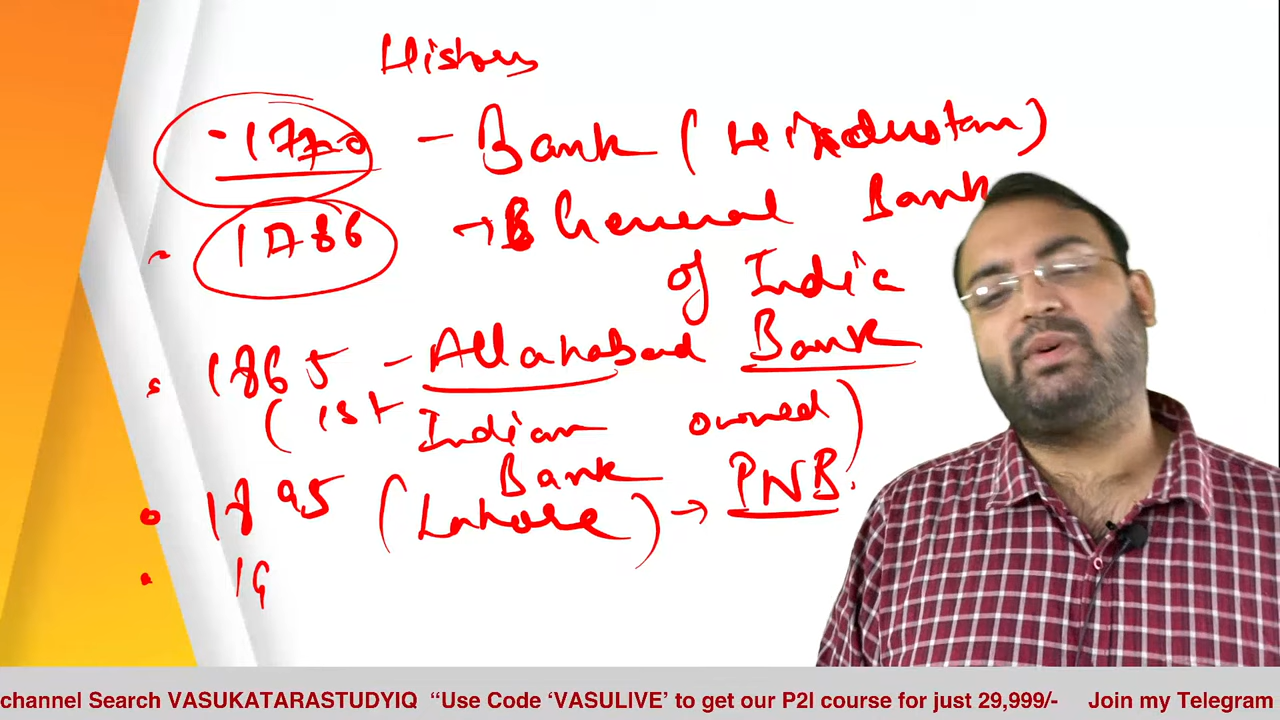 History
1770 - Bank (Hindustan)
1786 → General Bank
of India
1865 - Allahabad Bank
(1st Indian owned)
Bank
1895 (Lahore) → PNB.
19
channel Search VASUKATARASTUDYIQ “Use Code ‘VASULIVE’ to get our P2I course for just 29,999/- Join my Telegram